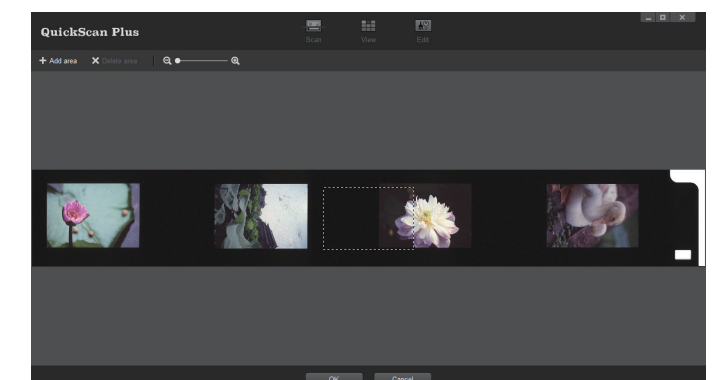 QuickScan Plus
Scan
View
Edit
Add area
Delete area
OK
Cancel